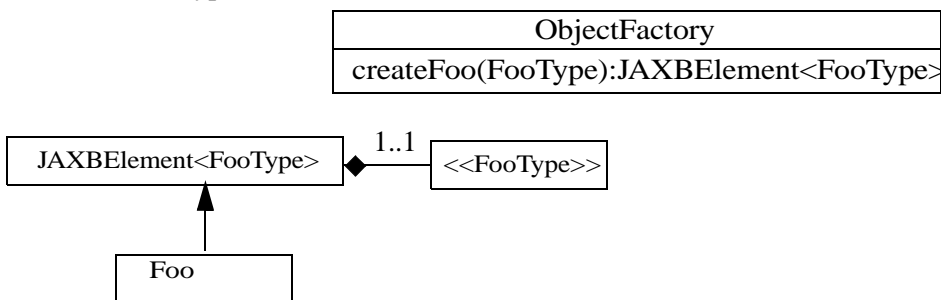 ObjectFactory
createFoo(FooType):JAXBElement<FooType>
1..1
JAXBElement<FooType>
<<FooType>>
Foo